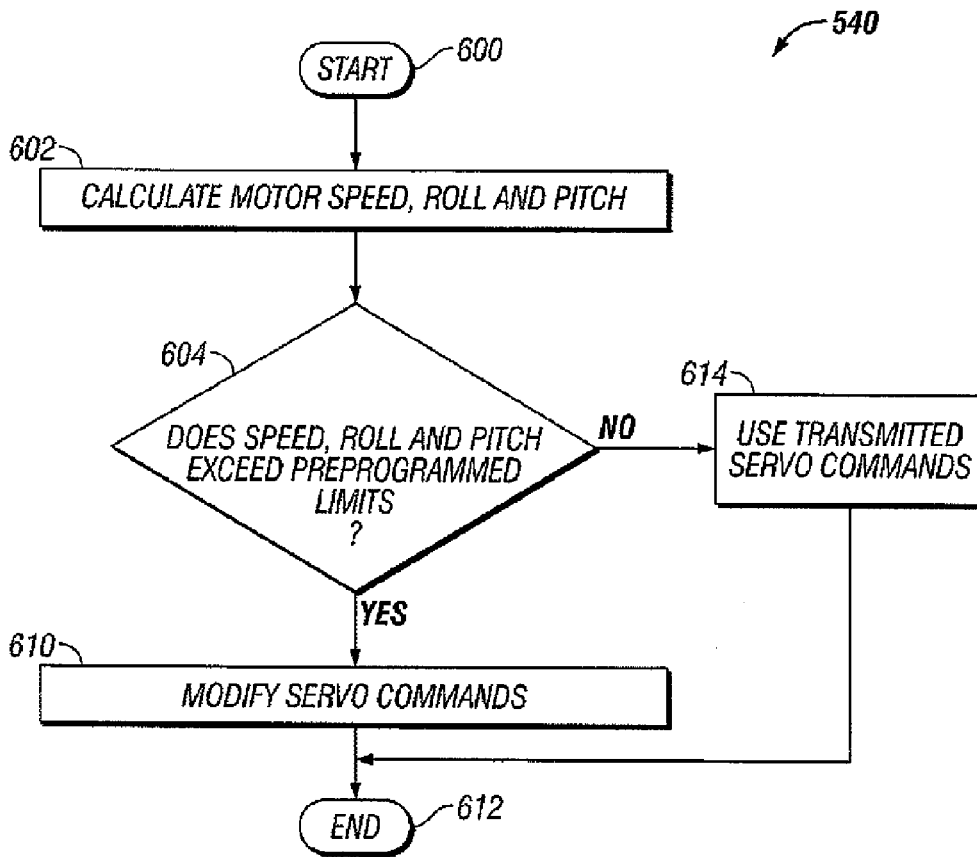 540
START
600
602
CALCULATE MOTOR SPEED, ROLL AND PITCH
604
DOES SPEED, ROLL AND PITCH
EXCEED PREPROGRAMMED
LIMITS
?
NO
614
USE TRANSMITTED
SERVO COMMANDS
YES
610
MODIFY SERVO COMMANDS
END
612